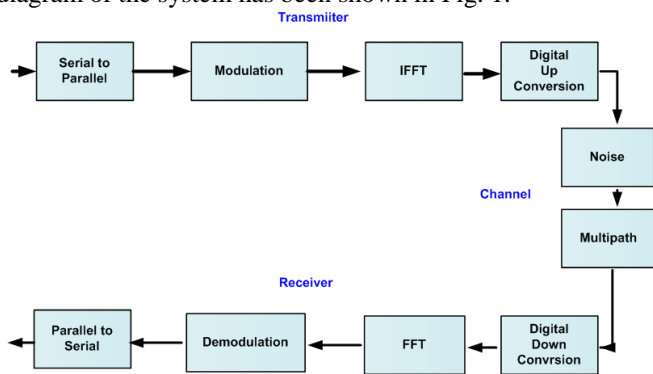 diagram of the system has been shown in Fig. 1.
Transmiiter
Serial to
Parallel
Modulation
IFFT
Digital
Up
Conversion
Noise
Channel
Multipath
Receiver
Parallel to
Serial
Demodulation
FFT
Digital
Down
Convrsion